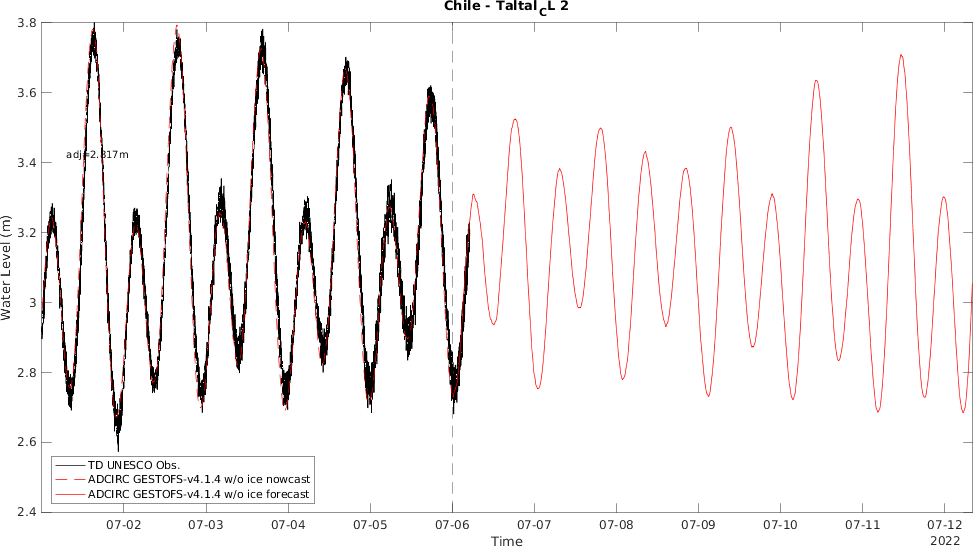 Chile - Taltal_CL 2
3.8
3.6
3.4
3.2
3
2.8
2.6
2.4
Water Level (m)
adj=2.817m
TD UNESCO Obs.
ADCIRC GESTOFS-v4.1.4 w/o ice nowcast
ADCIRC GESTOFS-v4.1.4 w/o ice forecast
07-02 07-03 07-04 07-05 07-06 07-07 07-08 07-09 07-10 07-11 07-12
Time
2022